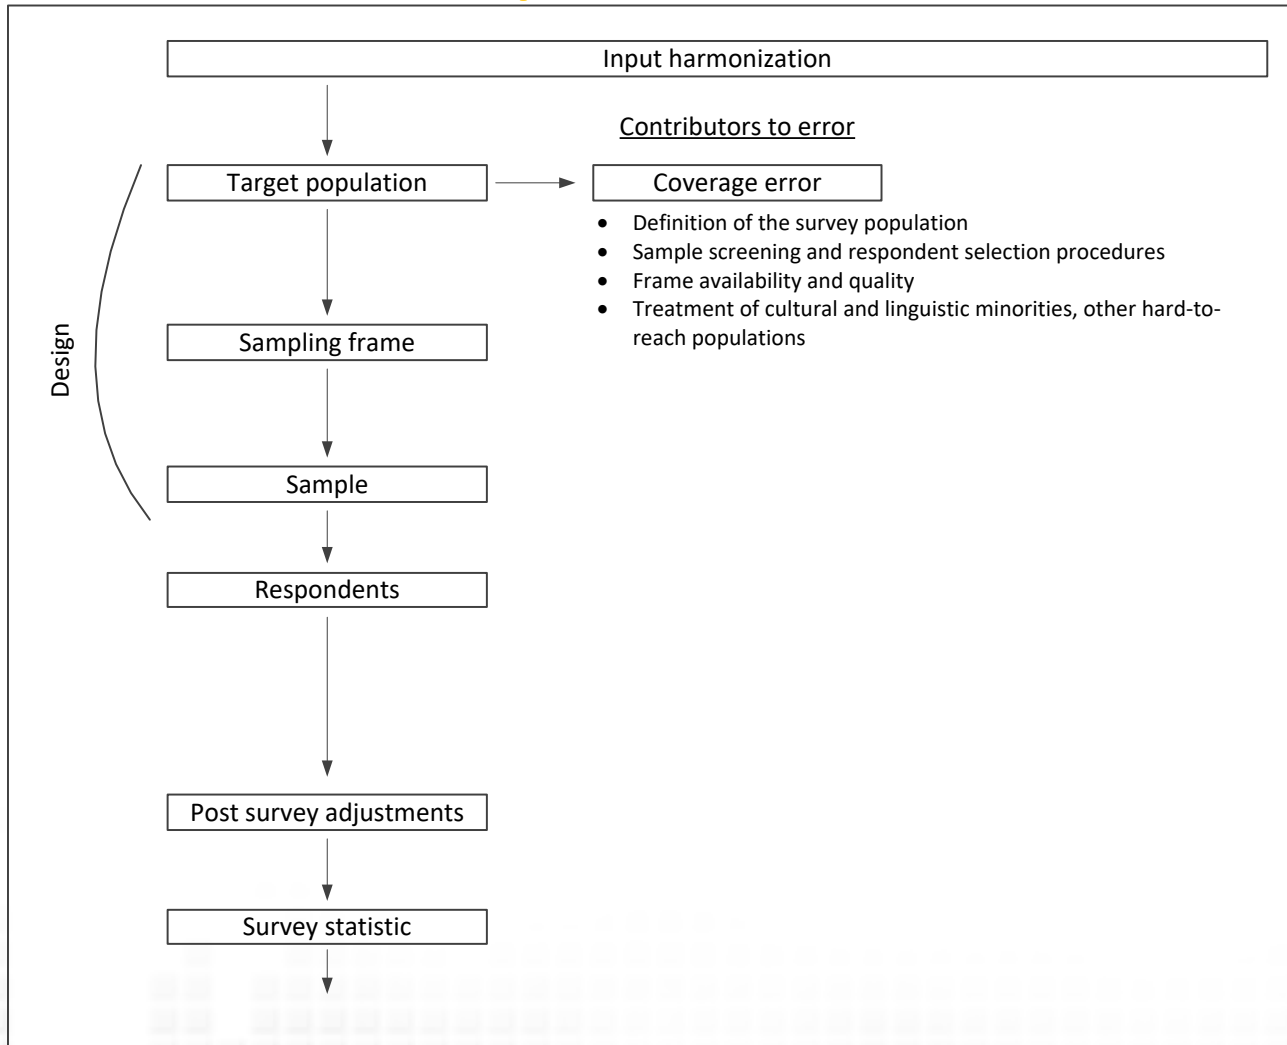 Input harmonization
Contributors to error
Target population
Coverage error
• Definition of the survey population
• Sample screening and respondent selection procedures
• Frame availability and quality
• Treatment of cultural and linguistic minorities, other hard-to-
reach populations
Sampling frame
Design
Sample
Respondents
Post survey adjustments
Survey statistic